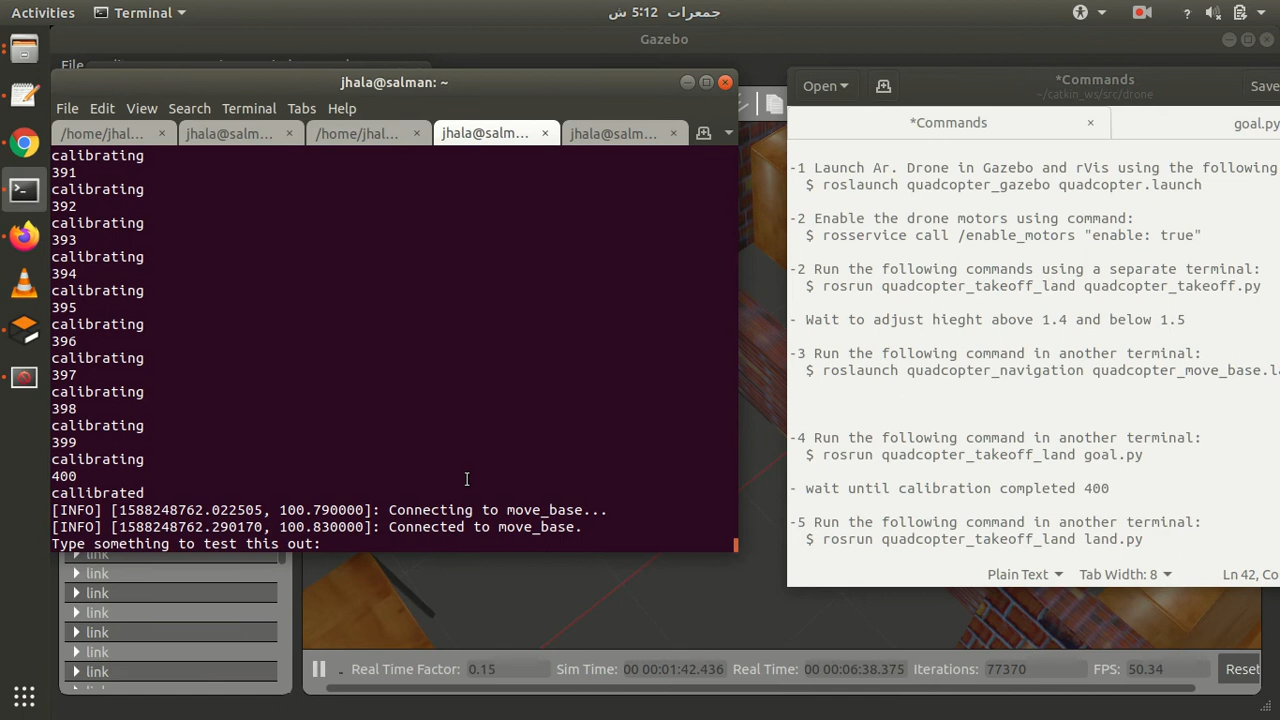 Activities
Terminal
جمعرات 5:12 ش
Gazebo
File
jhala@salman: ~
File Edit View Search Terminal Tabs Help
/home/jhal... × jhala@salm... × /home/jhal... × jhala@salm... × jhala@salm... ×
calibrating
391
calibrating
392
calibrating
393
calibrating
394
calibrating
395
calibrating
396
calibrating
397
calibrating
398
calibrating
399
calibrating
400
callibrated
[INFO] [1588248762.022505, 100.790000]: Connecting to move_base...
[INFO] [1588248762.290170, 100.830000]: Connected to move_base.
Type something to test this out:
link
link
link
link
link
link
link
Open
*Commands
~/catkin_ws/src/drone
Save
*Commands ×
goal.py
-1 Launch Ar. Drone in Gazebo and rVis using the following
$ roslaunch quadcopter_gazebo quadcopter.launch
-2 Enable the drone motors using command:
$ rosservice call /enable_motors "enable: true"
-2 Run the following commands using a separate terminal:
$ rosrun quadcopter_takeoff_land quadcopter_takeoff.py
- Wait to adjust hieght above 1.4 and below 1.5
-3 Run the following command in another terminal:
$ roslaunch quadcopter_navigation quadcopter_move_base.la
-4 Run the following command in another terminal:
$ rosrun quadcopter_takeoff_land goal.py
- wait until calibration completed 400
-5 Run the following command in another terminal:
$ rosrun quadcopter_takeoff_land land.py
Plain Text Tab Width: 8 Ln 42, Co
Real Time Factor: 0.15 Sim Time: 00 00:01:42.436 Real Time: 00 00:06:38.375 Iterations: 77370 FPS: 50.34 Reset